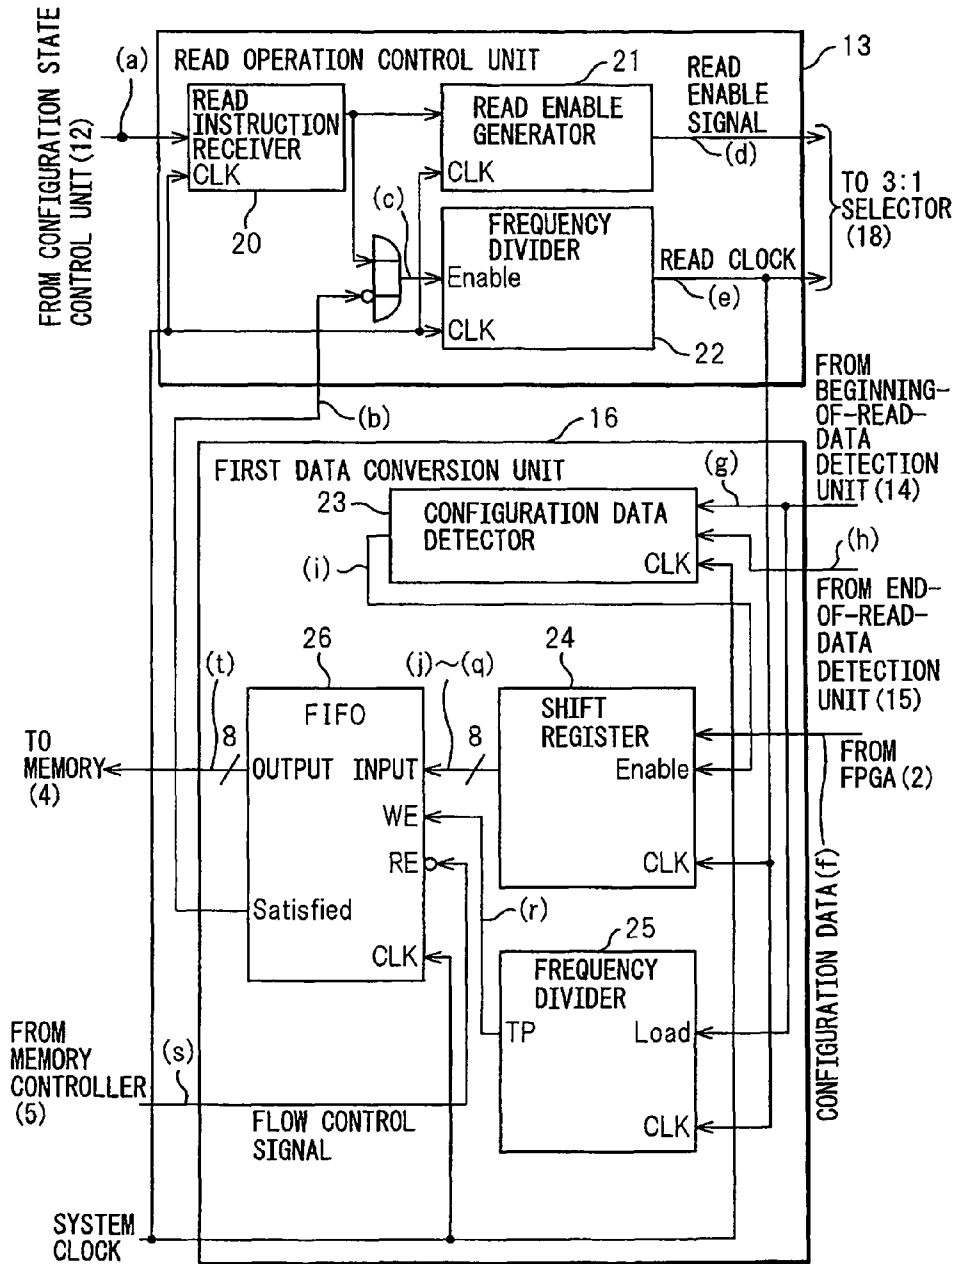 FROM CONFIGURATION STATE
CONTROL UNIT(12)
(a)
READ OPERATION CONTROL UNIT
13
READ
INSTRUCTION
RECEIVER
CLK
20
21
READ ENABLE
GENERATOR
CLK
READ
ENABLE
SIGNAL
(d)
(c)
FREQUENCY
DIVIDER
Enable
CLK
22
READ CLOCK
(e)
TO 3:1
SELECTOR
(18)
(b)
16
FIRST DATA CONVERSION UNIT
FROM
BEGINNING-
OF-READ-
DATA
DETECTION
UNIT(14)
(g)
23
CONFIGURATION DATA
DETECTOR
CLK
(h)
(i)
FROM END-
OF-READ-
DATA
DETECTION
UNIT(15)
26
(t)
(j)~(q)
24
FIFO
8
OUTPUT
INPUT
8
SHIFT
REGISTER
Enable
CLK
TO
MEMORY
(4)
FROM
FPGA(2)
WE
RE
Satisfied
CLK
(r)
CONFIGURATION DATA(f)
25
FREQUENCY
DIVIDER
TP
Load
CLK
FROM
MEMORY
CONTROLLER
(5)
(s)
FLOW CONTROL
SIGNAL
SYSTEM
CLOCK